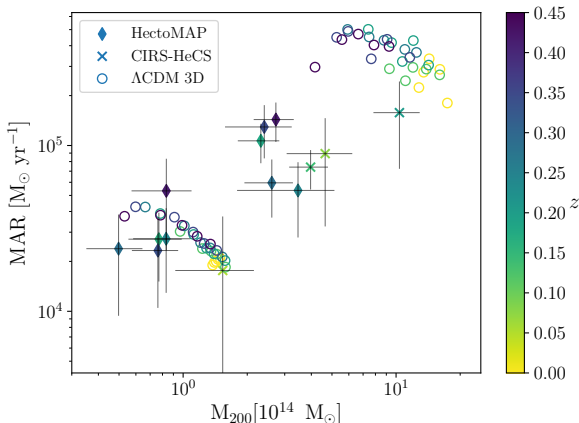 HectoMAP
CIRS-HeCS
ΛCDM 3D
MAR [M⊙ yr⁻¹]
10⁵
10⁴
10⁰
10¹
M₂₀₀[10¹⁴ M⊙]
0.45
0.40
0.35
0.30
0.25
0.20
0.15
0.10
0.05
0.00
z